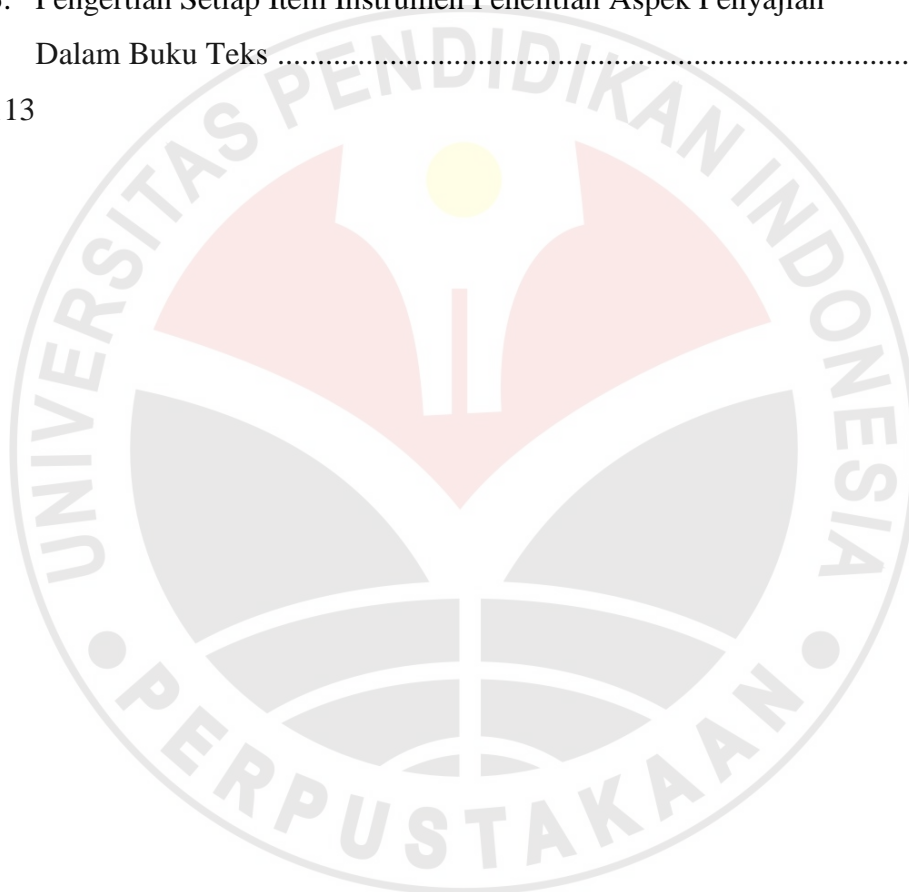 Pengertian Setiap Item Instrumen Penelitian Aspek Penyajian
Dalam Buku Teks ................................................................................
13
UNIVERSITAS PENDIDIKAN INDONESIA
PERPUSTAKAAN